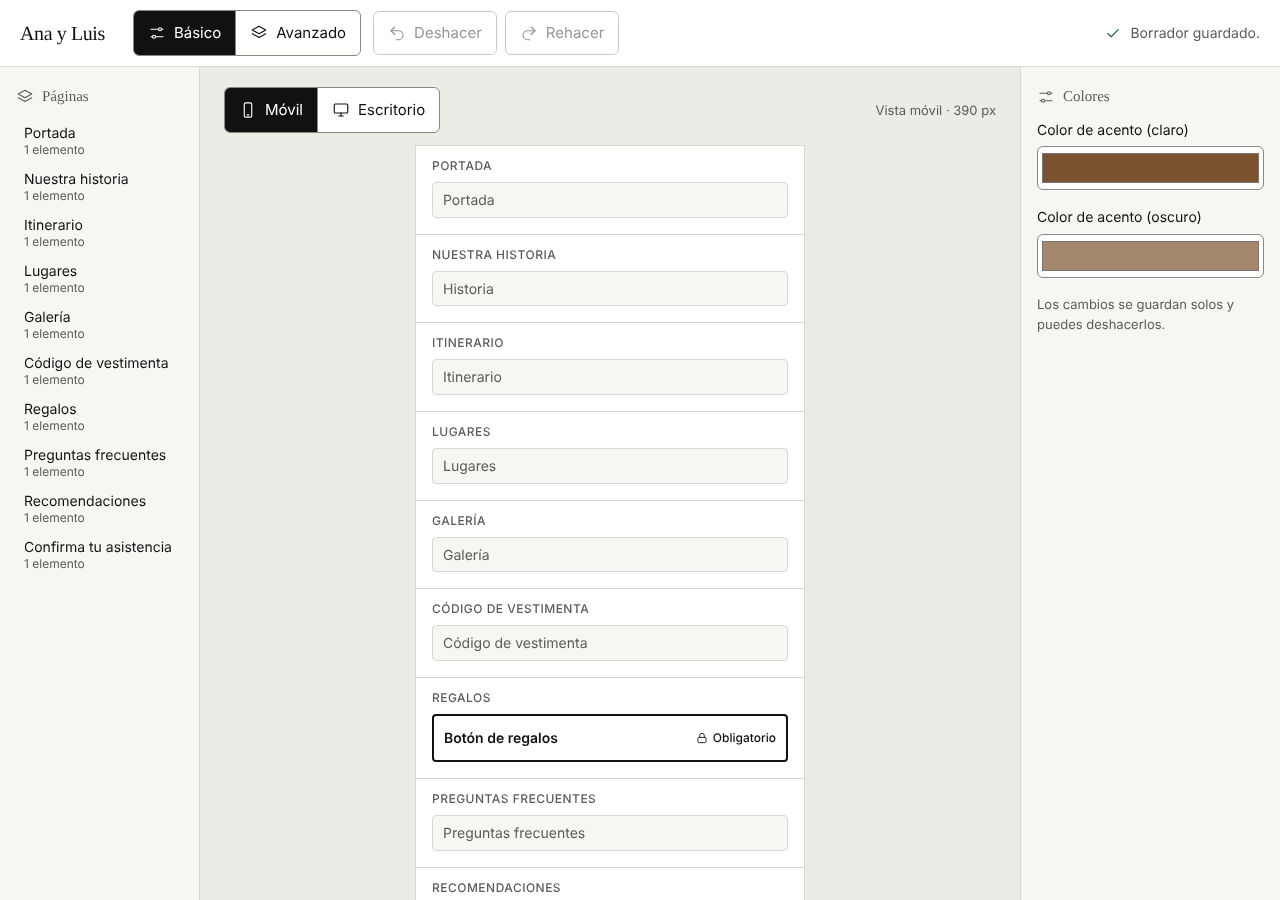 Ana y Luis
Básico
Avanzado
Deshacer
Rehacer
Borrador guardado.
Páginas
Portada
1 elemento
Nuestra historia
1 elemento
Itinerario
1 elemento
Lugares
1 elemento
Galería
1 elemento
Código de vestimenta
1 elemento
Regalos
1 elemento
Preguntas frecuentes
1 elemento
Recomendaciones
1 elemento
Confirma tu asistencia
1 elemento
Móvil
Escritorio
Vista móvil · 390 px
PORTADA
Portada
NUESTRA HISTORIA
Historia
ITINERARIO
Itinerario
LUGARES
Lugares
GALERÍA
Galería
CÓDIGO DE VESTIMENTA
Código de vestimenta
REGALOS
Botón de regalos
Obligatorio
PREGUNTAS FRECUENTES
Preguntas frecuentes
RECOMENDACIONES
Colores
Color de acento (claro)
Color de acento (oscuro)
Los cambios se guardan solos y
puedes deshacerlos.